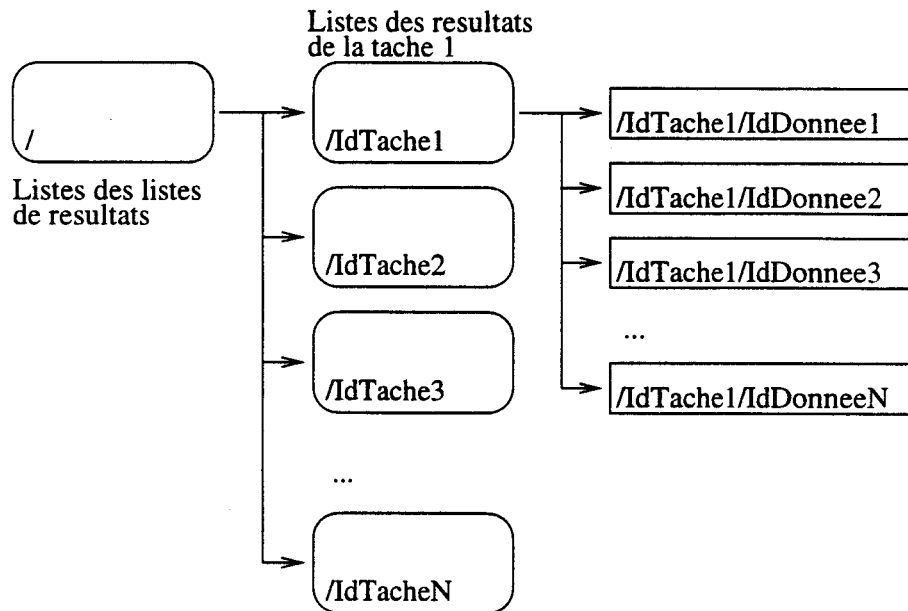 Listes des resultats
de la tache 1
/
Listes des listes
de resultats
/IdTache1
/IdTache2
/IdTache3
...
/IdTacheN
/IdTache1/IdDonnee1
/IdTache1/IdDonnee2
/IdTache1/IdDonnee3
...
/IdTache1/IdDonneeN